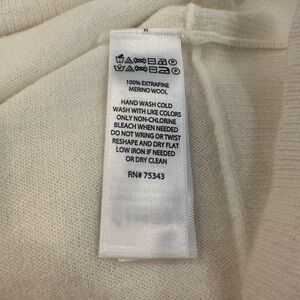 100% EXTRAFINE
MERINO WOOL
HAND WASH COLD
WASH WITH LIKE COLORS
ONLY NON-CHLORINE
BLEACH WHEN NEEDED
DO NOT WRING OR TWIST
RESHAPE AND DRY FLAT
LOW IRON IF NEEDED
OR DRY CLEAN
RN# 75343